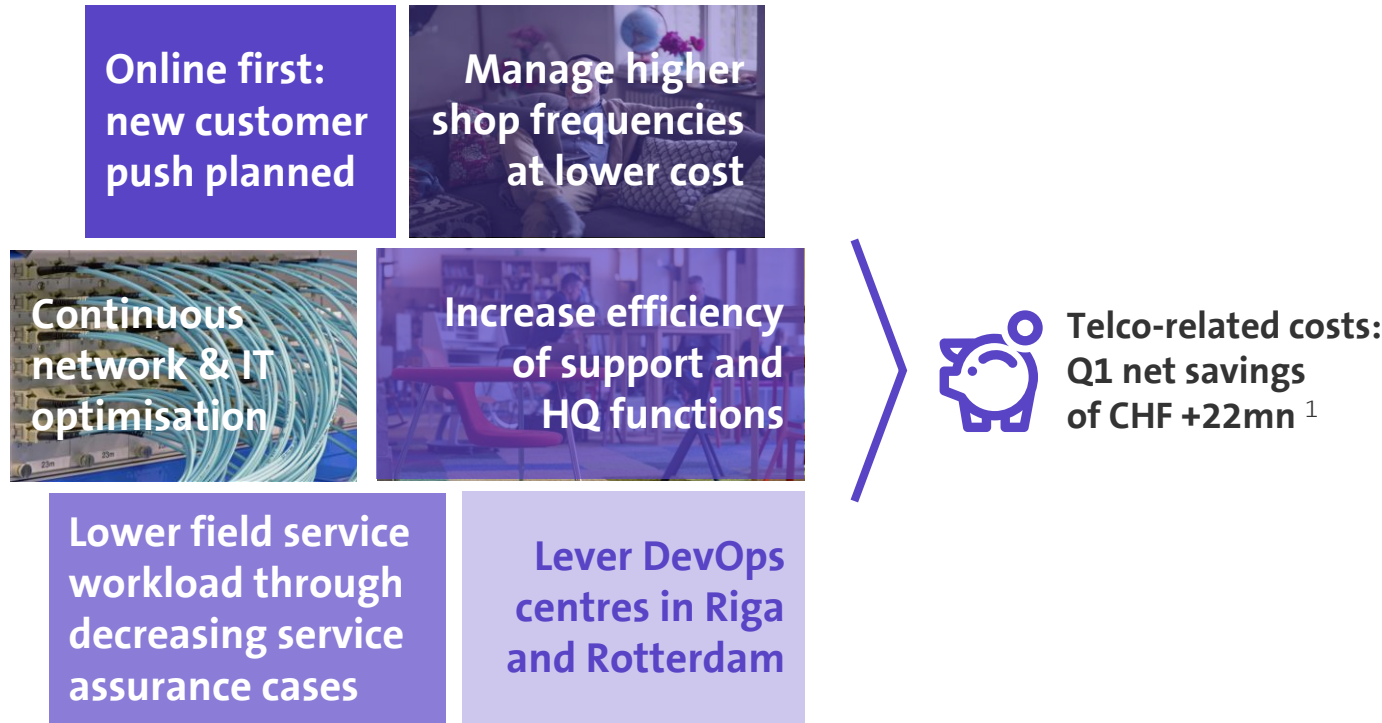 Online first:
new customer
push planned
Manage higher
shop frequencies
at lower cost
Continuous
network & IT
optimisation
23m
23m
Increase efficiency
of support and
HQ functions
Lower field service
workload through
decreasing service
assurance cases
Lever DevOps
centres in Riga
and Rotterdam
Telco-related costs:
Q1 net savings
of CHF +22mn 1